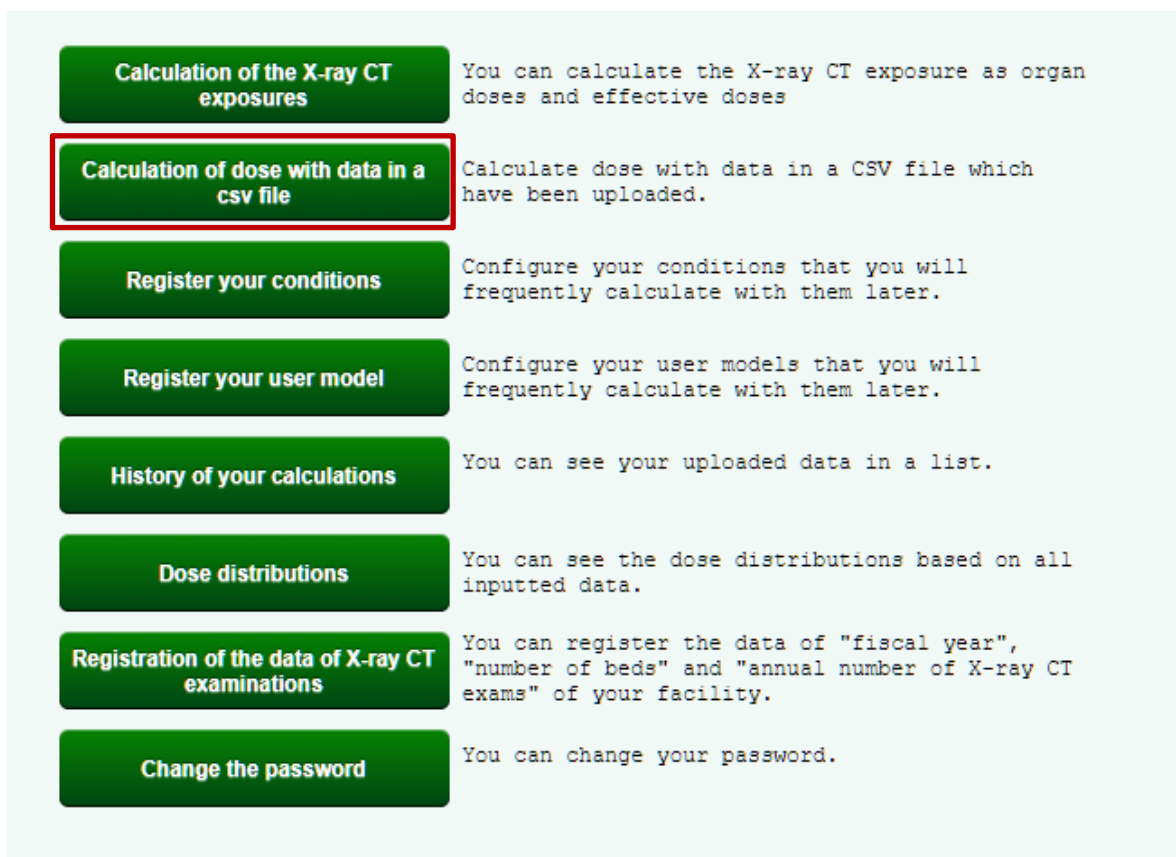 Calculation of the X-ray CT
exposures
You can calculate the X-ray CT exposure as organ
doses and effective doses
Calculation of dose with data in a
csv file
Calculate dose with data in a CSV file which
have been uploaded.
Register your conditions
Configure your conditions that you will
frequently calculate with them later.
Register your user model
Configure your user models that you will
frequently calculate with them later.
History of your calculations
You can see your uploaded data in a list.
Dose distributions
You can see the dose distributions based on all
inputted data.
Registration of the data of X-ray CT
examinations
You can register the data of "fiscal year",
"number of beds" and "annual number of X-ray CT
exams" of your facility.
Change the password
You can change your password.